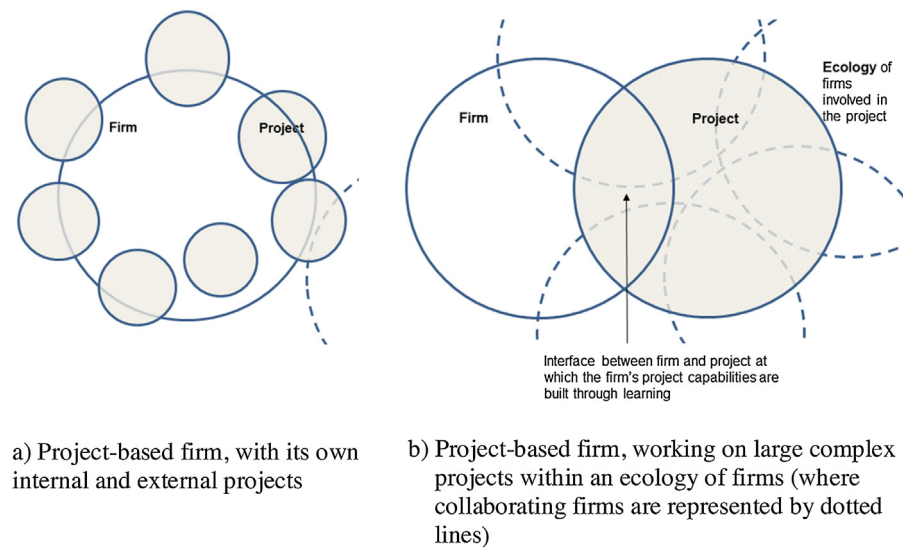 Firm
Project
Firm
Project
Ecology of
firms
involved in
the project
Interface between firm and project at
which the firm's project capabilities are
built through learning
a) Project-based firm, with its own
internal and external projects
b) Project-based firm, working on large complex
projects within an ecology of firms (where
collaborating firms are represented by dotted
lines)